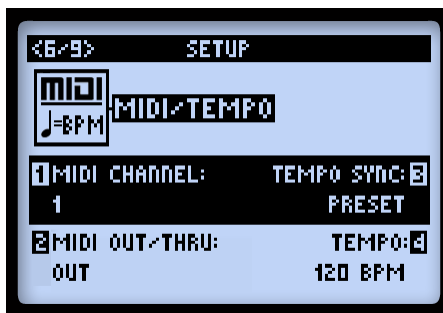 <6/9> SETUP
MIDI
♩=BPM
MIDI/TEMPO
1 MIDI CHANNEL: TEMPO SYNC: 3
1 PRESET
2 MIDI OUT/THRU: TEMPO: C
OUT 120 BPM